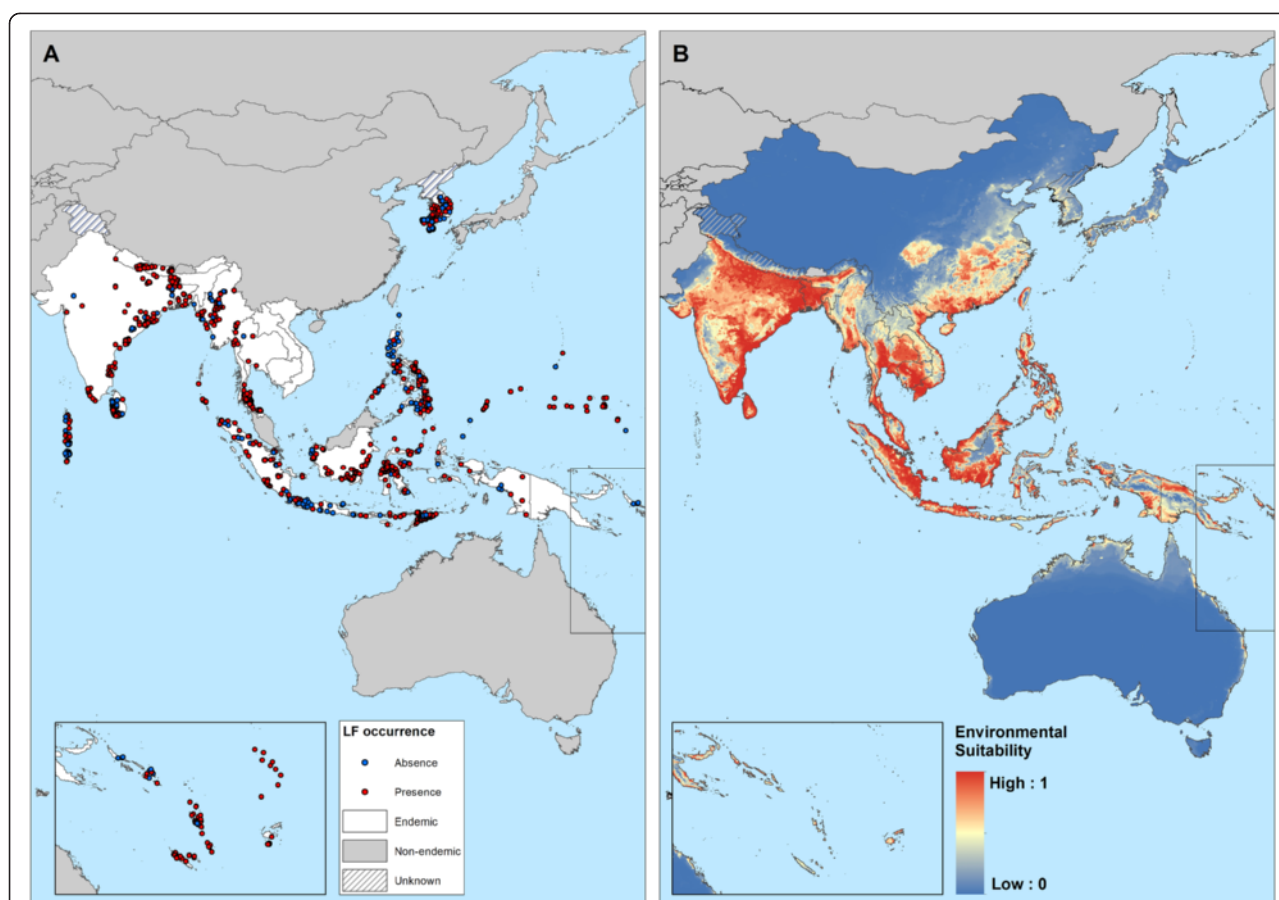 A
LF occurrence
Absence
Presence
Endemic
Non-endemic
Unknown
B
Environmental
Suitability
High : 1
Low : 0